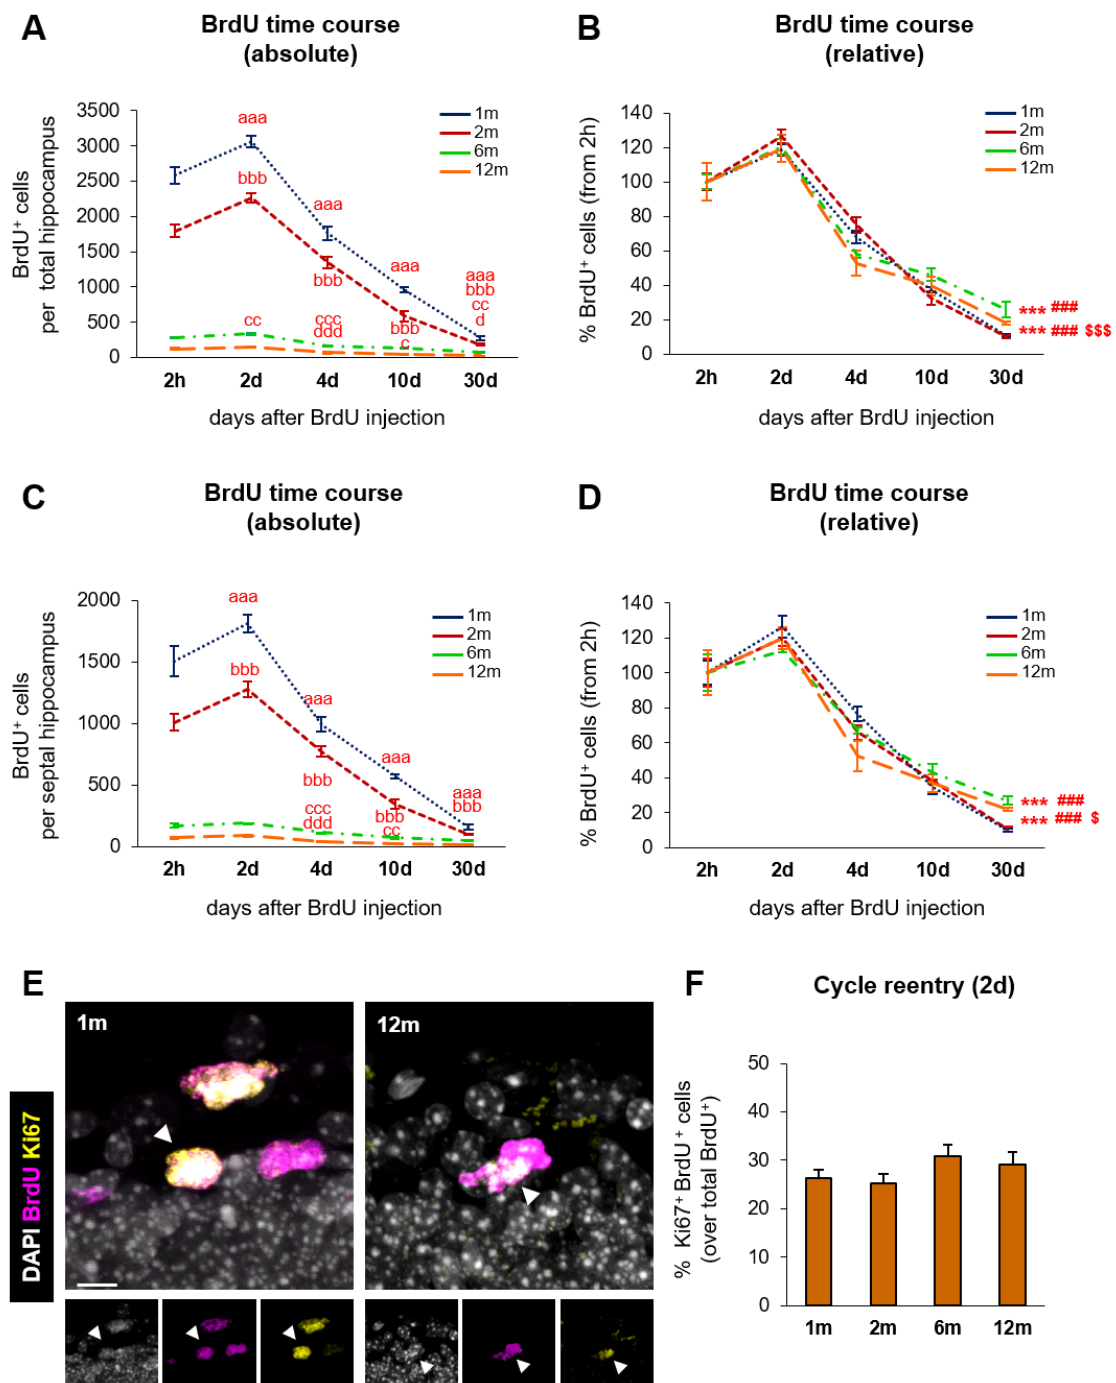 A
BrdU time course
(absolute)
3500
3000
2500
2000
1500
1000
500
0
BrdU+ cells
per total hippocampus
1m
2m
6m
12m
aaa
bbb
cc
aaa
bbb
ccc
ddd
aaa
bbb
c
aaa
bbb
cc
d
2h 2d 4d 10d 30d
days after BrdU injection
B
BrdU time course
(relative)
140
120
100
80
60
40
20
0
% BrdU+ cells (from 2h)
1m
2m
6m
12m
*** ###
*** ### $$$
2h 2d 4d 10d 30d
days after BrdU injection
C
BrdU time course
(absolute)
2000
1500
1000
500
0
BrdU+ cells
per septal hippocampus
1m
2m
6m
12m
aaa
bbb
aaa
bbb
ccc
ddd
aaa
bbb
cc
aaa
bbb
2h 2d 4d 10d 30d
days after BrdU injection
D
BrdU time course
(relative)
140
120
100
80
60
40
20
0
% BrdU+ cells (from 2h)
1m
2m
6m
12m
*** ###
*** ### $
2h 2d 4d 10d 30d
days after BrdU injection
E
DAPI BrdU Ki67
1m
12m
F
Cycle reentry (2d)
50
40
30
20
10
0
% Ki67+ BrdU+ cells
(over total BrdU+)
1m 2m 6m 12m